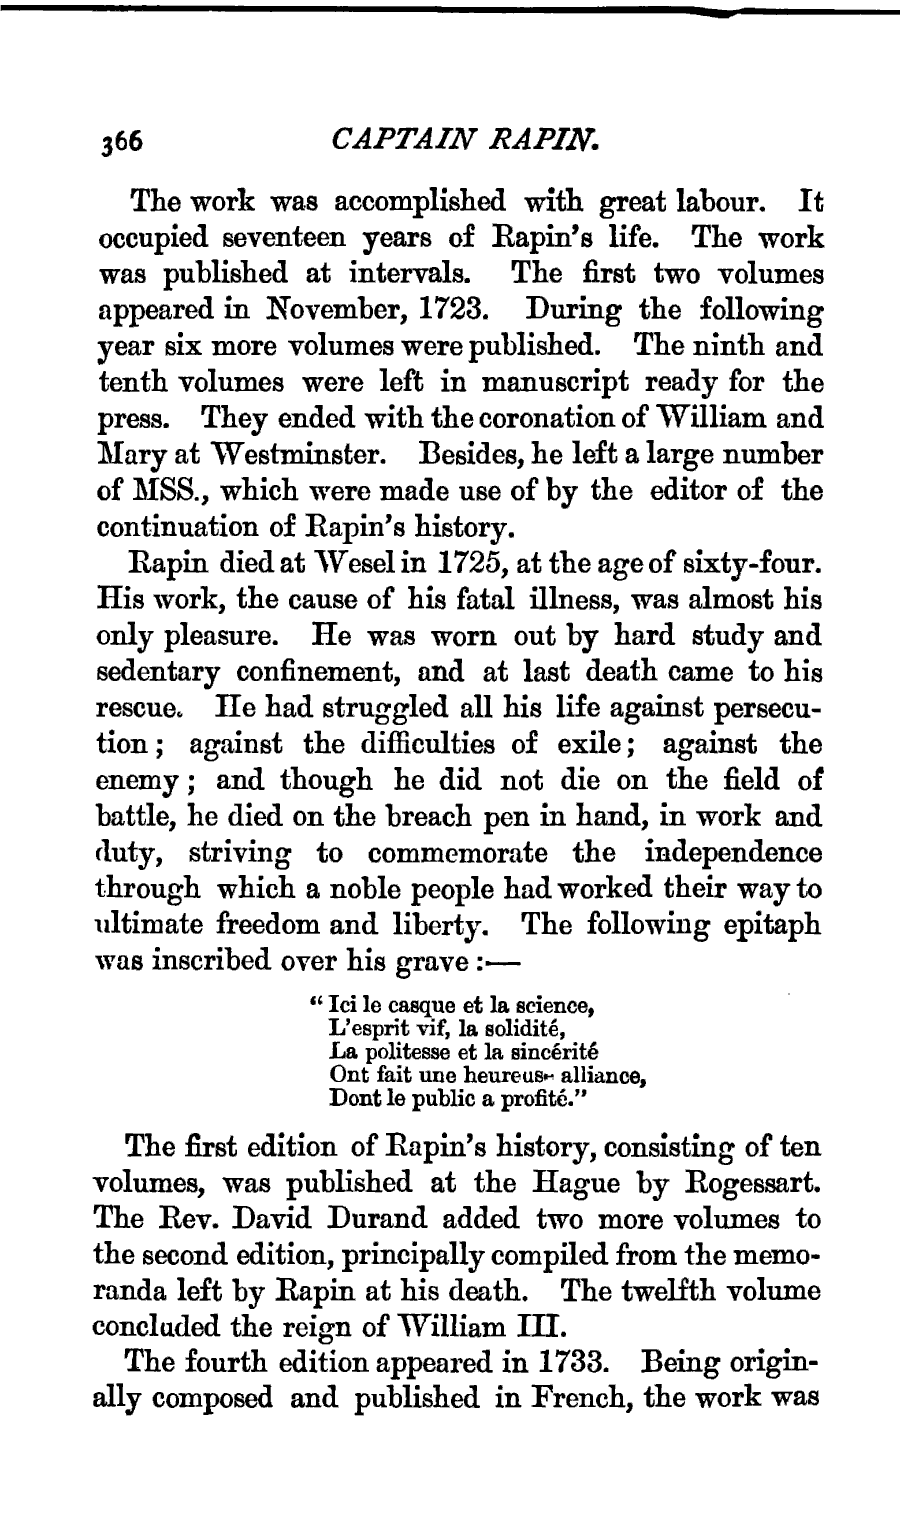 366 CAPTAIN RAPIN.
The work was accomplished with great labour. It
occupied seventeen years of Rapin's life. The work
was published at intervals. The first two volumes
appeared in November, 1723. During the following
year six more volumes were published. The ninth and
tenth volumes were left in manuscript ready for the
press. They ended with the coronation of William and
Mary at Westminster. Besides, he left a large number
of MSS., which were made use of by the editor of the
continuation of Rapin's history.
Rapin died at Wesel in 1725, at the age of sixty-four.
His work, the cause of his fatal illness, was almost his
only pleasure. He was worn out by hard study and
sedentary confinement, and at last death came to his
rescue. He had struggled all his life against persecu-
tion; against the difficulties of exile; against the
enemy; and though he did not die on the field of
battle, he died on the breach pen in hand, in work and
duty, striving to commemorate the independence
through which a noble people had worked their way to
ultimate freedom and liberty. The following epitaph
was inscribed over his grave:—
"Ici le casque et la science,
L'esprit vif, la solidité,
La politesse et la sincérité
Ont fait une heureuse alliance,
Dont le public a profité."
The first edition of Rapin's history, consisting of ten
volumes, was published at the Hague by Rogessart.
The Rev. David Durand added two more volumes to
the second edition, principally compiled from the memo-
randa left by Rapin at his death. The twelfth volume
concluded the reign of William III.
The fourth edition appeared in 1733. Being origin-
ally composed and published in French, the work was